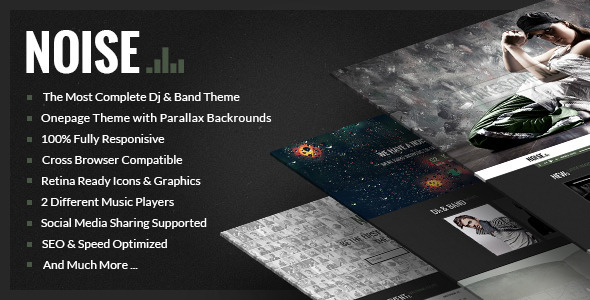 NOISE
The Most Complete Dj & Band Theme
Onepage Theme with Parallax Backrounds
100% Fully Responisive
Cross Browser Compatible
Retina Ready Icons & Graphics
2 Different Music Players
Social Media Sharing Supported
SEO & Speed Optimized
And Much More ...
WE HAVE A NEW
DJs & BAND
NOISE